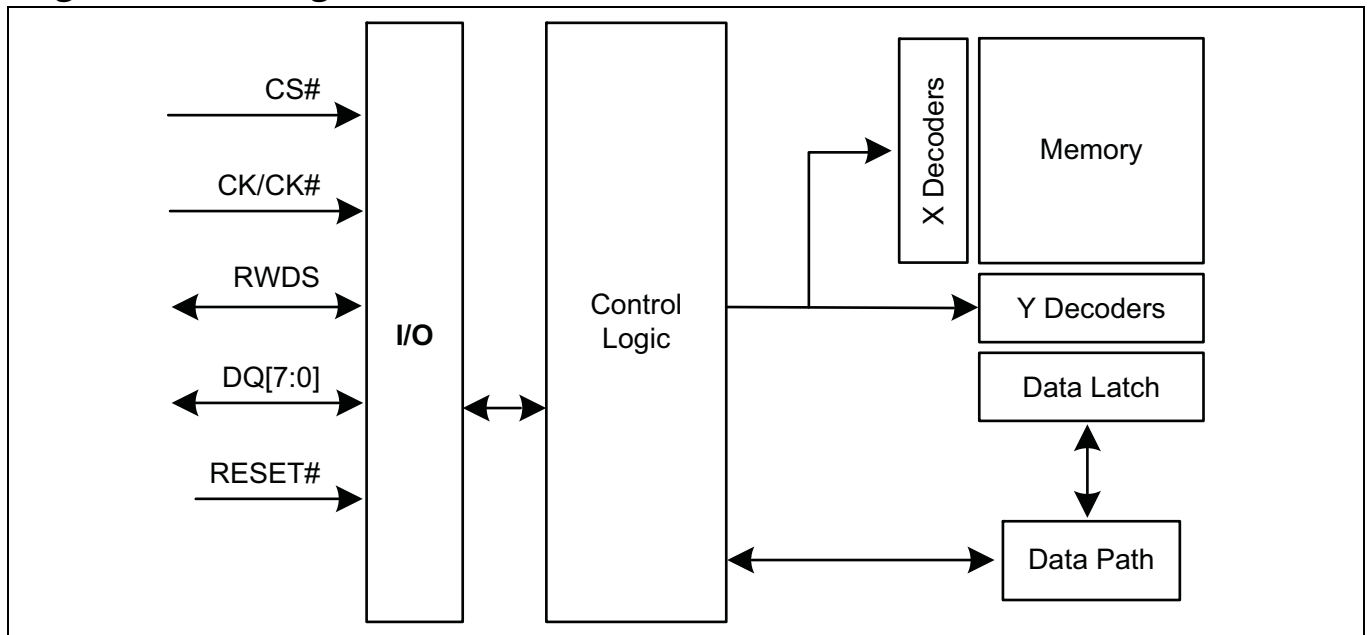 CS#
CK/CK#
RWDS
DQ[7:0]
RESET#
I/O
Control
Logic
X Decoders
Memory
Y Decoders
Data Latch
Data Path